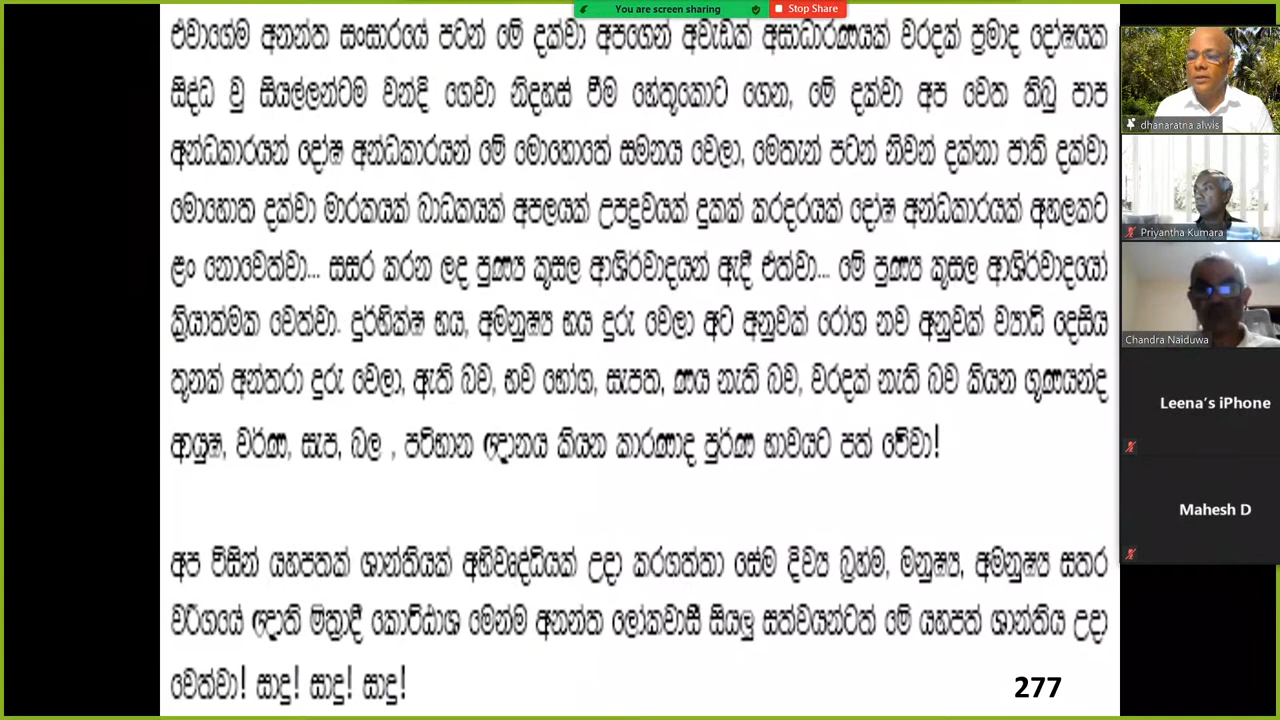 You are screen sharing
Stop Share
එවාගේම අනන්ත සංසාරයේ පටන් මේ දක්වා අපගෙන් අවැඩක් අසාධාරණයක් වරදක් ප්‍රමාද දෝෂයක
සිද්ධ වු සියල්ලන්ටම වන්දි ගෙවා නිදහස් වීම හේතුකොට ගෙන, මේ දක්වා අප වෙත තිබු පාප
අන්ධකාරයන් දෝෂ අන්ධකාරයන් මේ මොහොතේ සමනය වෙලා, මෙතැන් පටන් නිවන් දක්නා ජාති දක්වා
මොහොත දක්වා මාරකයක් බාධකයක් අපලයක් උපද්‍රවයක් දුකක් කරදරයක් දෝෂ අන්ධකාරයක් අහලකට
ළං නොවෙත්වා... සසර කරන ලද පුණ්‍ය කුසල ආශිර්වාදයන් ඇදී එත්වා... මේ පුණ්‍ය කුසල ආශිර්වාදයෝ
ක්‍රියාත්මක වෙත්වා. දුර්භික්ෂ භය, අමනුෂ්‍ය භය දුරු වෙලා අට අනුවක් රෝග නව අනුවක් ව්‍යාධි දෙසිය
තූනක් අන්තරා දුරු වෙලා, ඇති බව, භව භෝග, සැපත, ණය නැති බව, වරදක් නැති බව කියන ගුණයන්ද
ආයුෂ, වර්ණ, සැප, බල , පටිභාන ඥානය කියන කාරණාද පුර්ණ භාවයට පත් වේවා!
අප විසින් යහපතක් ශාන්තියක් අභිවෘද්ධියක් උදා කරගත්තා සේම දිව්‍ය බ්‍රහ්ම, මනුෂ්‍ය, අමනුෂ්‍ය සතර
වරිගයේ ඥාති මිත්‍රාදී කොට්ඨාශ මෙන්ම අනන්ත ලෝකවාසී සියලු සත්වයන්ටත් මේ යහපත ශාන්තිය උදා
වෙත්වා! සාදු! සාදු! සාදු!
277
dhanaratna alwis
Priyantha Kumara
Chandra Naiduwa
Leena's iPhone
Mahesh D